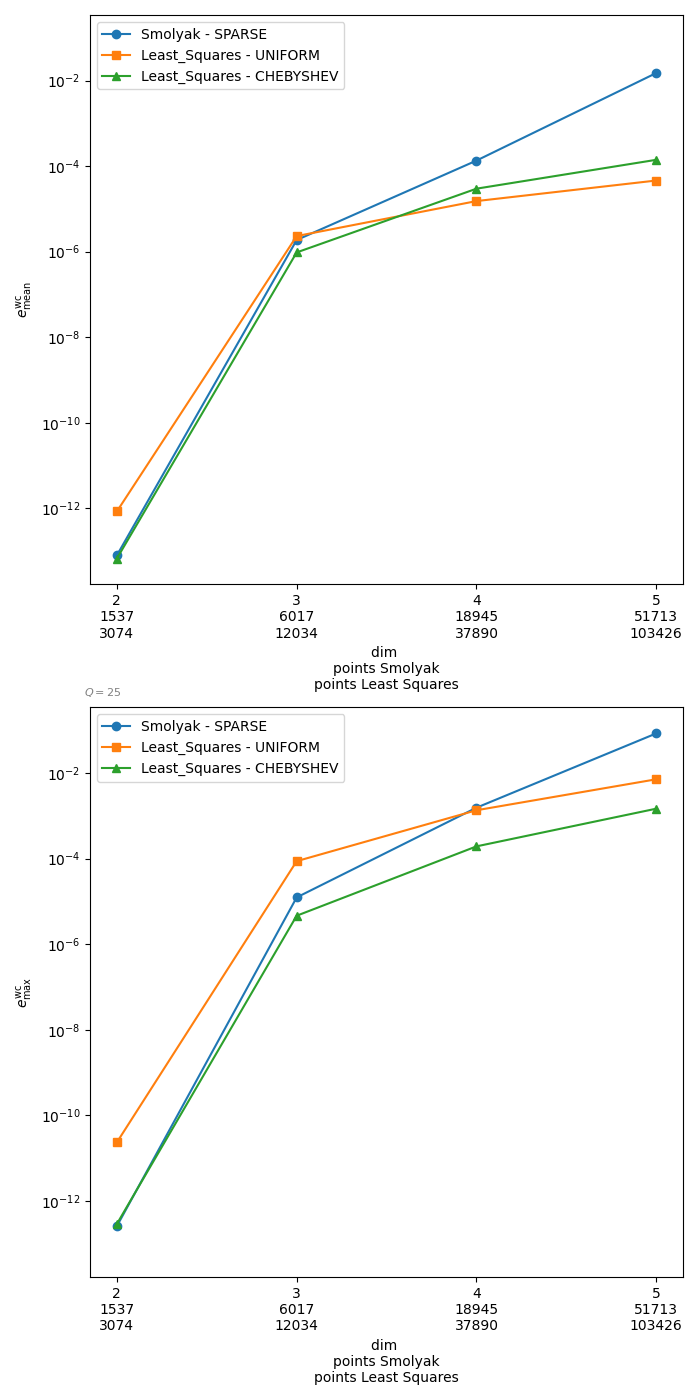 Smolyak - SPARSE
Least_Squares - UNIFORM
Least_Squares - CHEBYSHEV
10⁻²
10⁻⁴
10⁻⁶
10⁻⁸
10⁻¹⁰
10⁻¹²
e^wc_mean
2 3 4 5
1537 6017 18945 51713
3074 12034 37890 103426
dim
points Smolyak
points Least Squares
Q = 25
Smolyak - SPARSE
Least_Squares - UNIFORM
Least_Squares - CHEBYSHEV
10⁻²
10⁻⁴
10⁻⁶
10⁻⁸
10⁻¹⁰
10⁻¹²
e^wc_max
2 3 4 5
1537 6017 18945 51713
3074 12034 37890 103426
dim
points Smolyak
points Least Squares